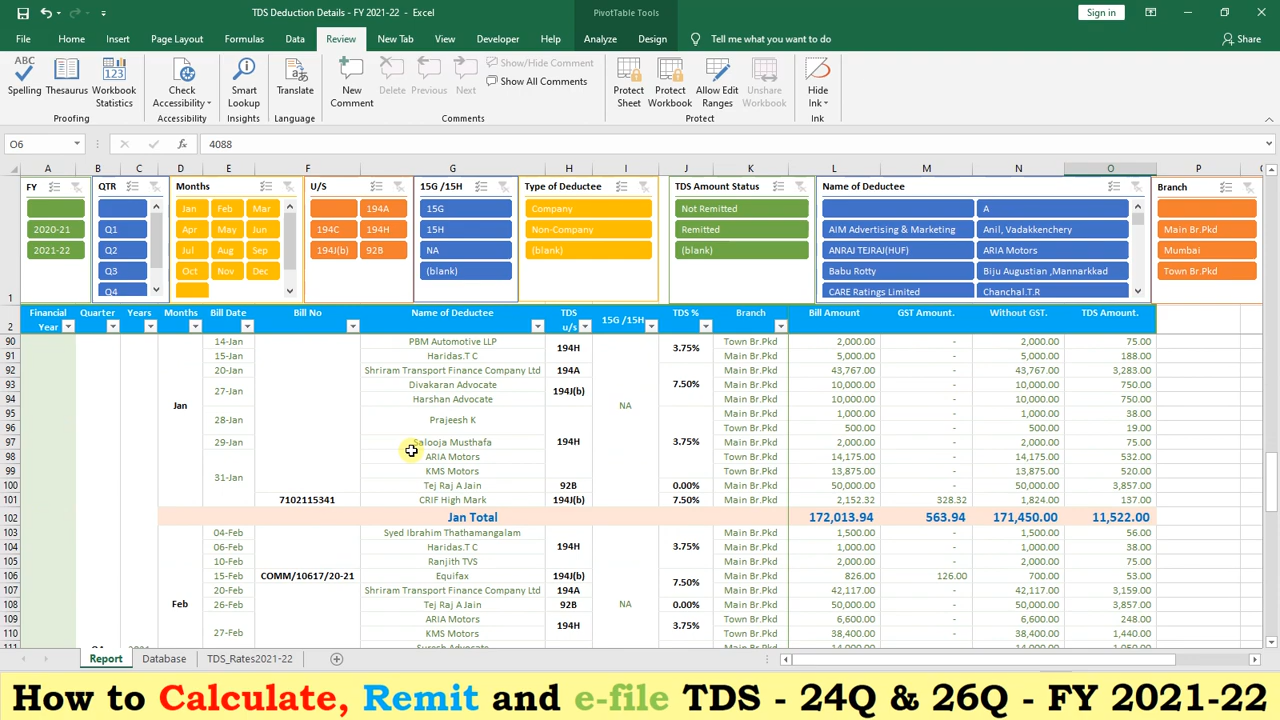 TDS Deduction Details - FY 2021-22 - Excel
PivotTable Tools
Sign in
File Home Insert Page Layout Formulas Data Review New Tab View Developer Help Analyze Design Tell me what you want to do Share
ABC
123
Spelling Thesaurus Workbook Statistics
Check Accessibility
Smart Lookup
Translate
New Comment
Delete Previous Next
Show/Hide Comment
Show All Comments
Protect Sheet Protect Workbook Allow Edit Ranges Unshare Workbook
Hide Ink
Proofing Accessibility Insights Language Comments Protect Ink
O6 fx 4088
A B C D E F G H I J K L M N O P
FY QTR Months U/S 15G /15H Type of Deductee TDS Amount Status Name of Deductee Branch
Jan Feb Mar 194A 15G Company Not Remitted A
2020-21 Q1 Apr May Jun 194C 194H 15H Non-Company Remitted AIM Advertising & Marketing Anil, Vadakkenchery Main Br.Pkd
2021-22 Q2 Jul Aug Sep 194J(b) 92B NA (blank) (blank) ANRAJ TEJRAJ(HUF) ARIA Motors Mumbai
Q3 Oct Nov Dec (blank) Babu Rotty Biju Augustian ,Mannarkkad Town Br.Pkd
Q4 CARE Ratings Limited Chanchal.T.R
1
2 Financial Year Quarter Years Months Bill Date Bill No Name of Deductee TDS u/s 15G /15H TDS % Branch Bill Amount GST Amount. Without GST. TDS Amount.
90 14-Jan PBM Automotive LLP 194H 3.75% Town Br.Pkd 2,000.00 - 2,000.00 75.00
91 15-Jan Haridas.T C Main Br.Pkd 5,000.00 - 5,000.00 188.00
92 20-Jan Shriram Transport Finance Company Ltd 194A 7.50% Main Br.Pkd 43,767.00 - 43,767.00 3,283.00
93 27-Jan Divakaran Advocate 194J(b) Main Br.Pkd 10,000.00 - 10,000.00 750.00
94 Jan Harshan Advocate NA Main Br.Pkd 10,000.00 - 10,000.00 750.00
95 28-Jan Prajeesh K Main Br.Pkd 1,000.00 - 1,000.00 38.00
96 Town Br.Pkd 500.00 - 500.00 19.00
97 29-Jan Salooja Musthafa 194H 3.75% Main Br.Pkd 2,000.00 - 2,000.00 75.00
98 31-Jan ARIA Motors Town Br.Pkd 14,175.00 - 14,175.00 532.00
99 KMS Motors Town Br.Pkd 13,875.00 - 13,875.00 520.00
100 Tej Raj A Jain 92B 0.00% Main Br.Pkd 50,000.00 - 50,000.00 3,857.00
101 7102115341 CRIF High Mark 194J(b) 7.50% Main Br.Pkd 2,152.32 328.32 1,824.00 137.00
102 Jan Total 172,013.94 563.94 171,450.00 11,522.00
103 04-Feb Syed Ibrahim Thathamangalam 194H 3.75% Main Br.Pkd 1,500.00 - 1,500.00 56.00
104 06-Feb Haridas.T C Main Br.Pkd 1,000.00 - 1,000.00 38.00
105 10-Feb Ranjith TVS Main Br.Pkd 2,000.00 - 2,000.00 75.00
106 15-Feb COMM/10617/20-21 Equifax 194J(b) 7.50% Main Br.Pkd 826.00 126.00 700.00 53.00
107 20-Feb Shriram Transport Finance Company Ltd 194A Main Br.Pkd 42,117.00 - 42,117.00 3,159.00
108 Feb 26-Feb Tej Raj A Jain 92B NA 0.00% Main Br.Pkd 50,000.00 - 50,000.00 3,857.00
109 27-Feb ARIA Motors 194H 3.75% Town Br.Pkd 6,600.00 - 6,600.00 248.00
110 KMS Motors Town Br.Pkd 38,400.00 - 38,400.00 1,440.00
Report Database TDS_Rates2021-22
How to Calculate, Remit and e-file TDS - 24Q & 26Q - FY 2021-22